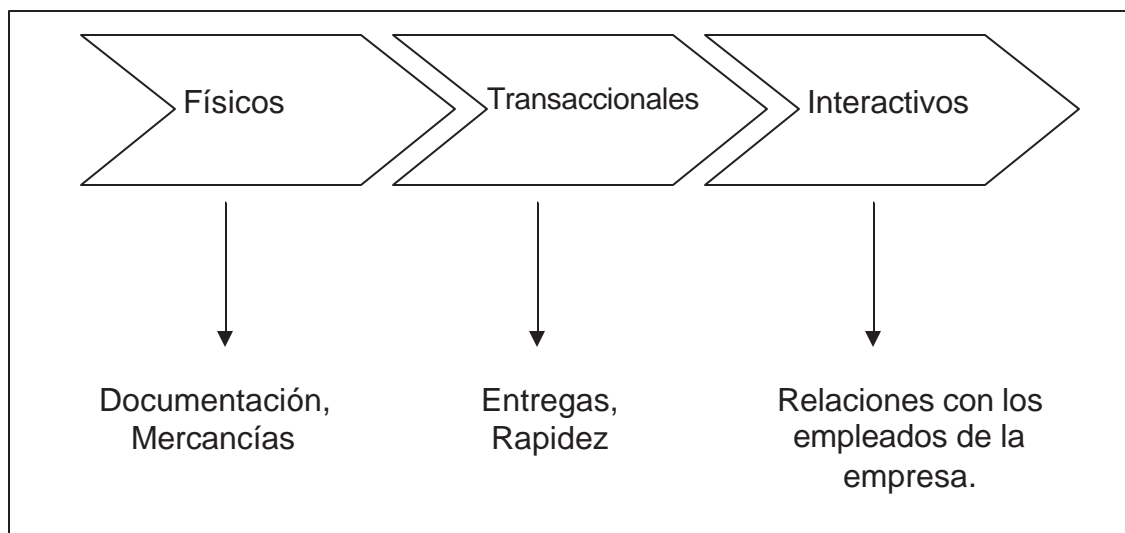 Físicos
Transaccionales
Interactivos
Documentación,
Mercancías
Entregas,
Rapidez
Relaciones con los
empleados de la
empresa.